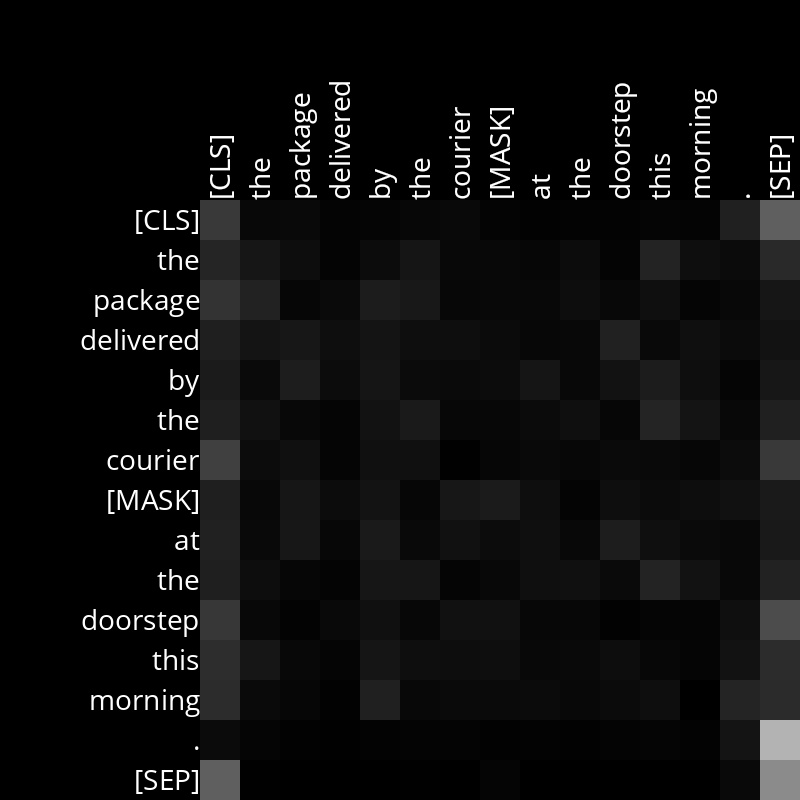 [CLS] the package delivered by the courier [MASK] at the doorstep this morning . [SEP]
[CLS]
the
package
delivered
by
the
courier
[MASK]
at
the
doorstep
this
morning
.
[SEP]